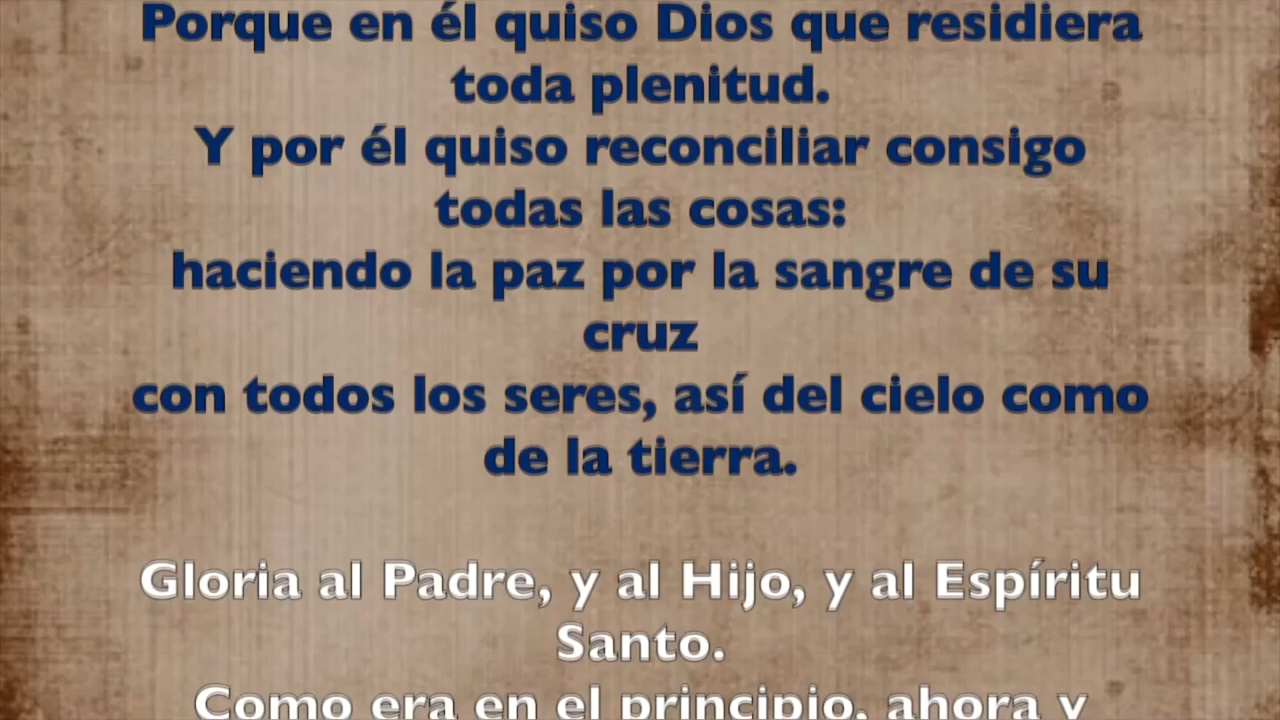 Porque en él quiso Dios que residiera
toda plenitud.
Y por él quiso reconciliar consigo
todas las cosas:
haciendo la paz por la sangre de su
cruz
con todos los seres, así del cielo como
de la tierra.
Gloria al Padre, y al Hijo, y al Espíritu
Santo.
Como era en el principio, ahora y